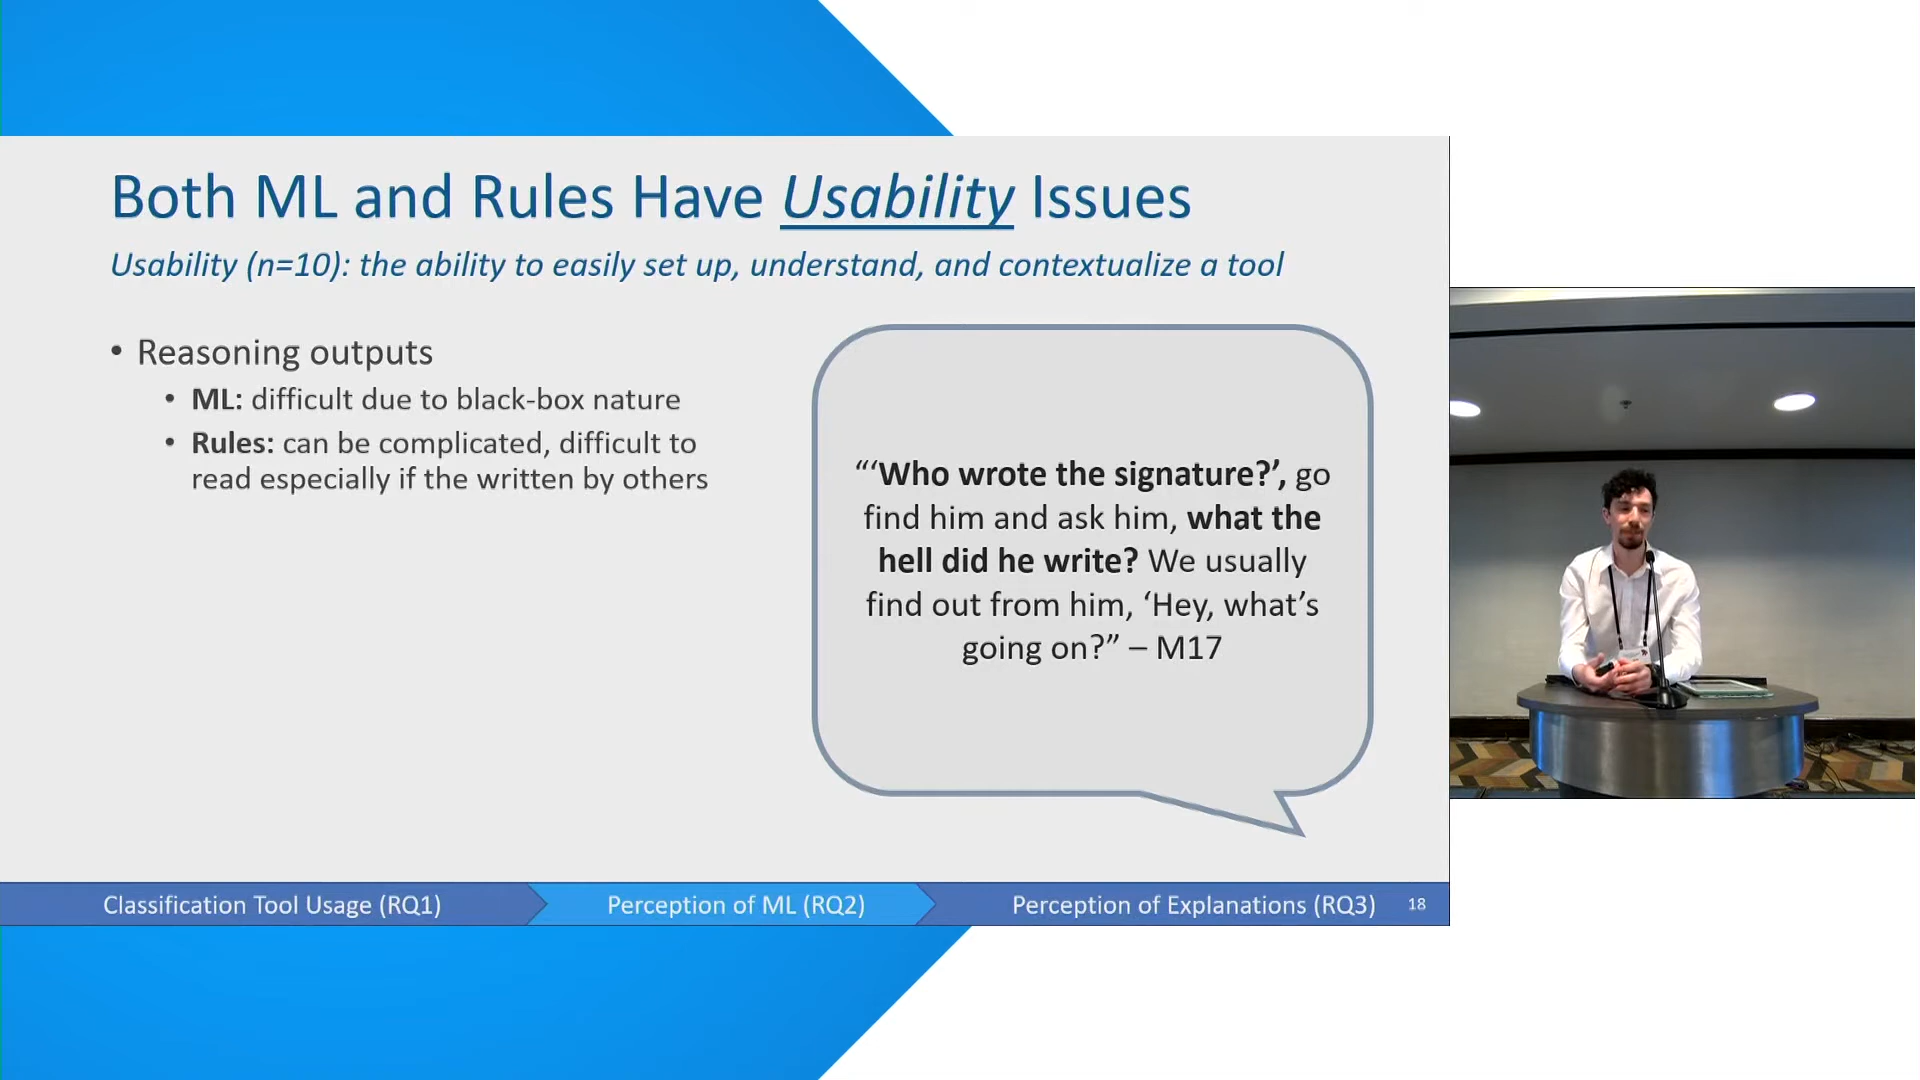 Both ML and Rules Have Usability Issues
Usability (n=10): the ability to easily set up, understand, and contextualize a tool
• Reasoning outputs
• ML: difficult due to black-box nature
• Rules: can be complicated, difficult to
read especially if the written by others
“‘Who wrote the signature?’, go
find him and ask him, what the
hell did he write? We usually
find out from him, ‘Hey, what’s
going on?” – M17
Classification Tool Usage (RQ1)
Perception of ML (RQ2)
Perception of Explanations (RQ3)
18